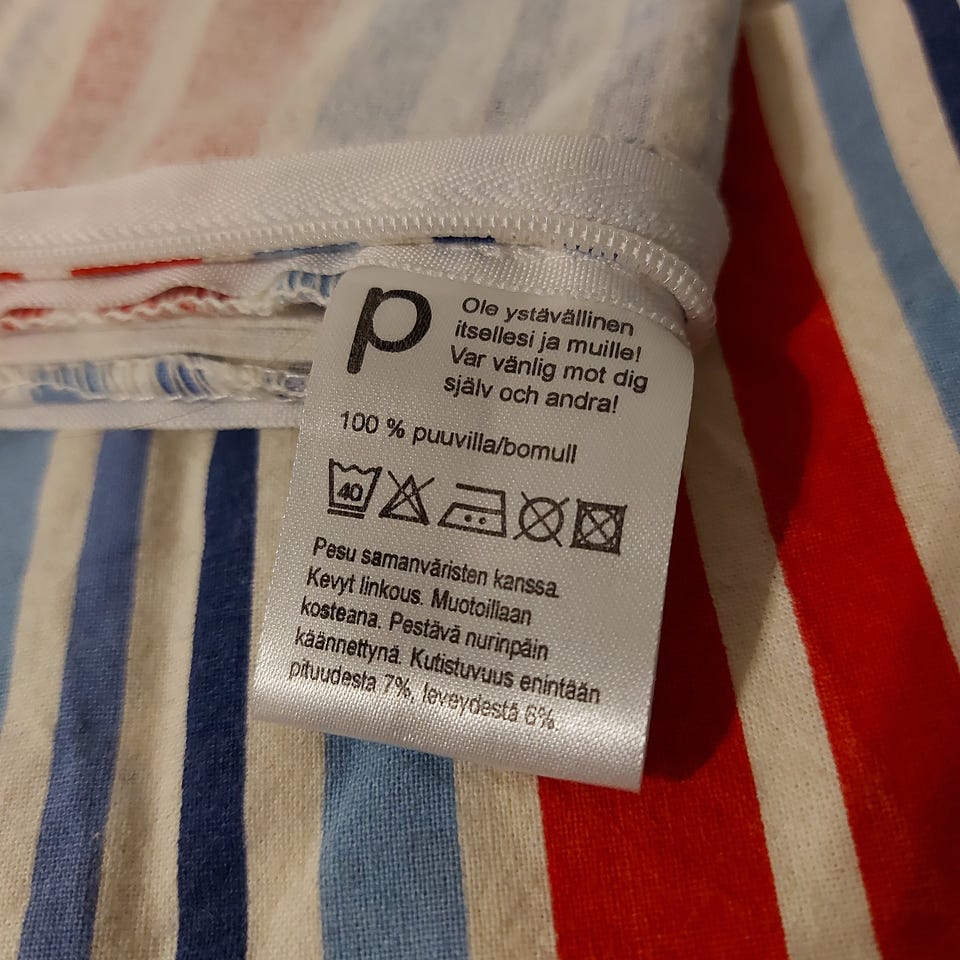 p
Ole ystävällinen
itsellesi ja muille!
Var vänlig mot dig
själv och andra!
100 % puuvilla/bomull
40
Pesu samanväristen kanssa.
Kevyt linkous. Muotoillaan
kosteana. Pestävä nurinpäin
käännettynä. Kutistuvuus enintään
pituudesta 7%, leveydestä 6%.